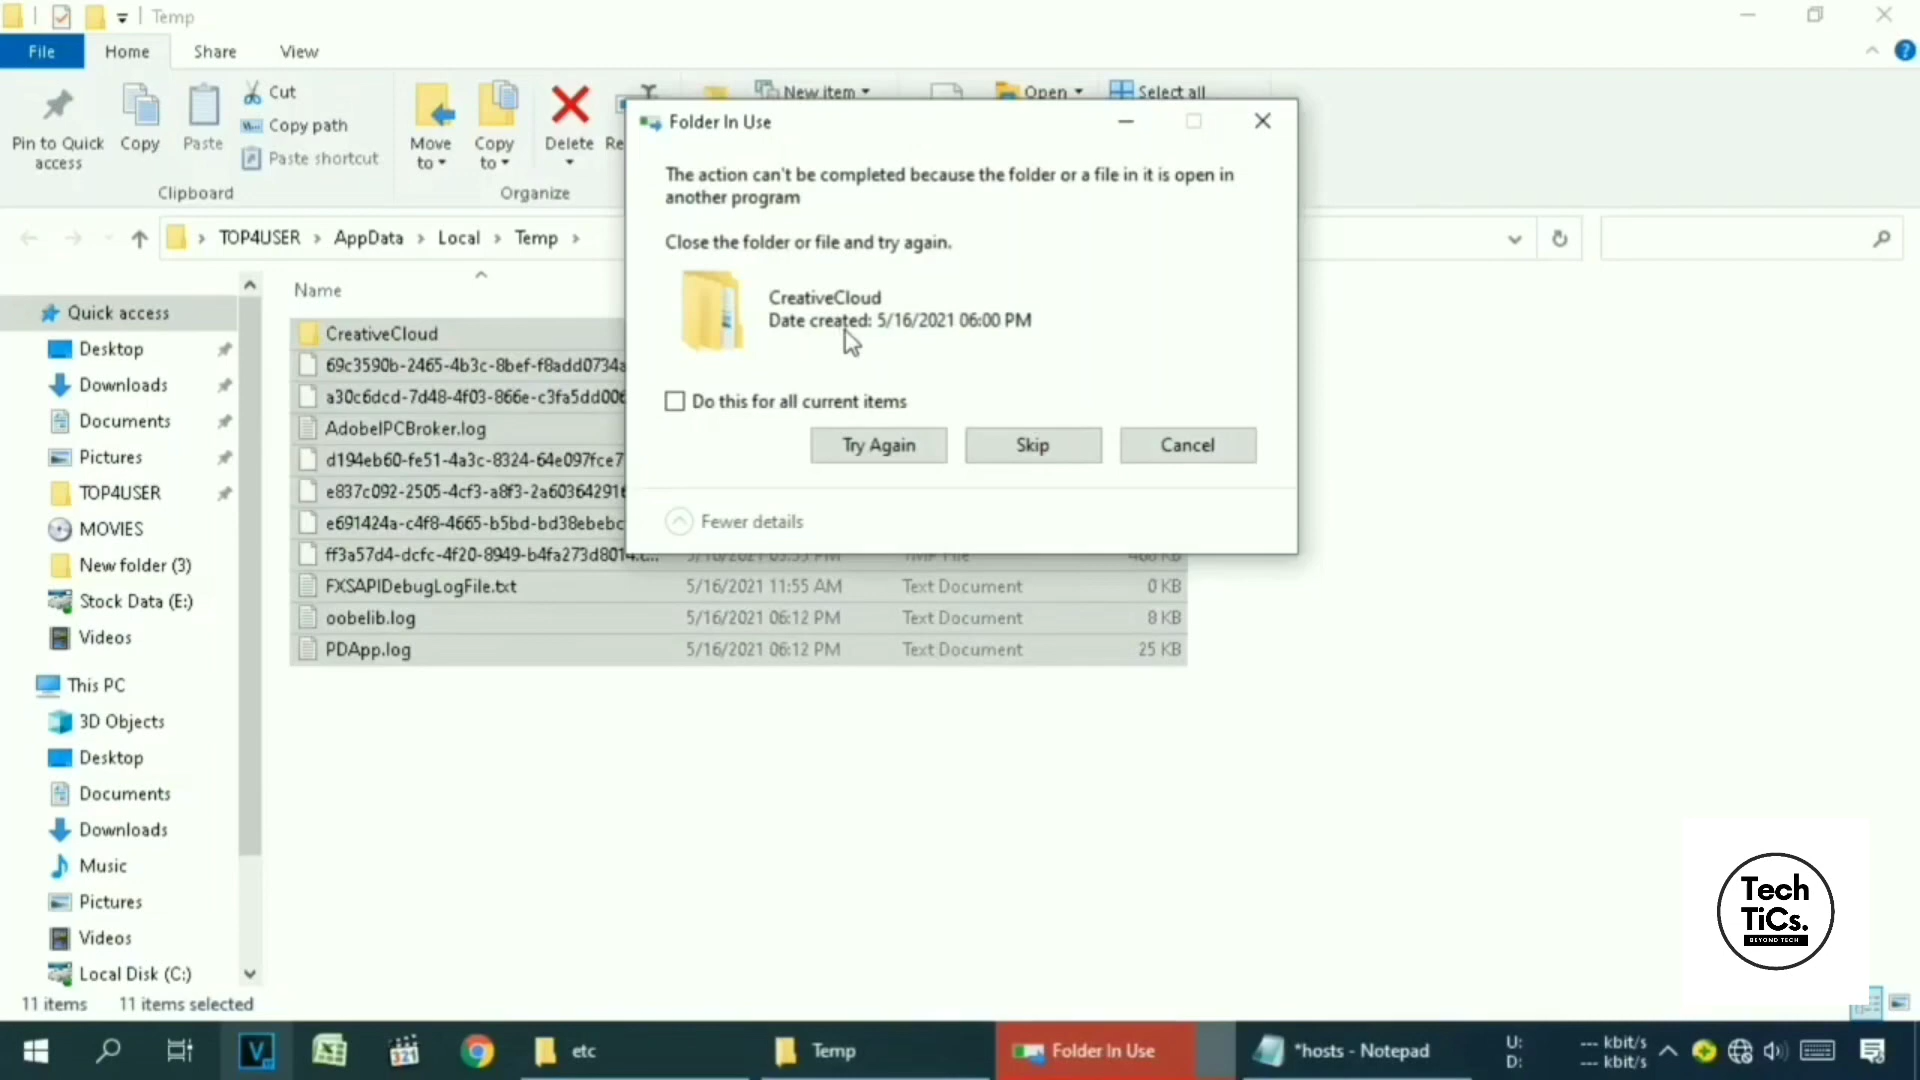 Temp
File
Home
Share
View
Pin to Quick access
Copy
Paste
Cut
Copy path
Paste shortcut
Clipboard
Move to
Copy to
Delete
Re
Organize
New item
Open
Select all
TOP4USER
AppData
Local
Temp
Folder In Use
The action can't be completed because the folder or a file in it is open in
another program
Close the folder or file and try again.
CreativeCloud
Date created: 5/16/2021 06:00 PM
Do this for all current items
Try Again
Skip
Cancel
Fewer details
Name
CreativeCloud
69c3590b-2465-4b3c-8bef-f8add0734a
a30c6dcd-7d48-4f03-866e-c3fa5dd006
AdobeIPCBroker.log
d194eb60-fe51-4a3c-8324-64e097fce7
e837c092-2505-4cf3-a8f3-2a60364291
e691424a-c4f8-4665-b5bd-bd38ebebc
ff3a57d4-dcfc-4f20-8949-b4fa273d8014
FXSAPIDebugLogFile.txt 5/16/2021 11:55 AM Text Document 0 KB
oobelib.log 5/16/2021 06:12 PM Text Document 8 KB
PDApp.log 5/16/2021 06:12 PM Text Document 25 KB
Quick access
Desktop
Downloads
Documents
Pictures
TOP4USER
MOVIES
New folder (3)
Stock Data (E:)
Videos
This PC
3D Objects
Desktop
Documents
Downloads
Music
Pictures
Videos
Local Disk (C:)
11 items 11 items selected
Tech
TiCs.
BEYOND TECH
etc
Temp
Folder In Use
*hosts - Notepad
U: --- kbit/s
D: --- kbit/s